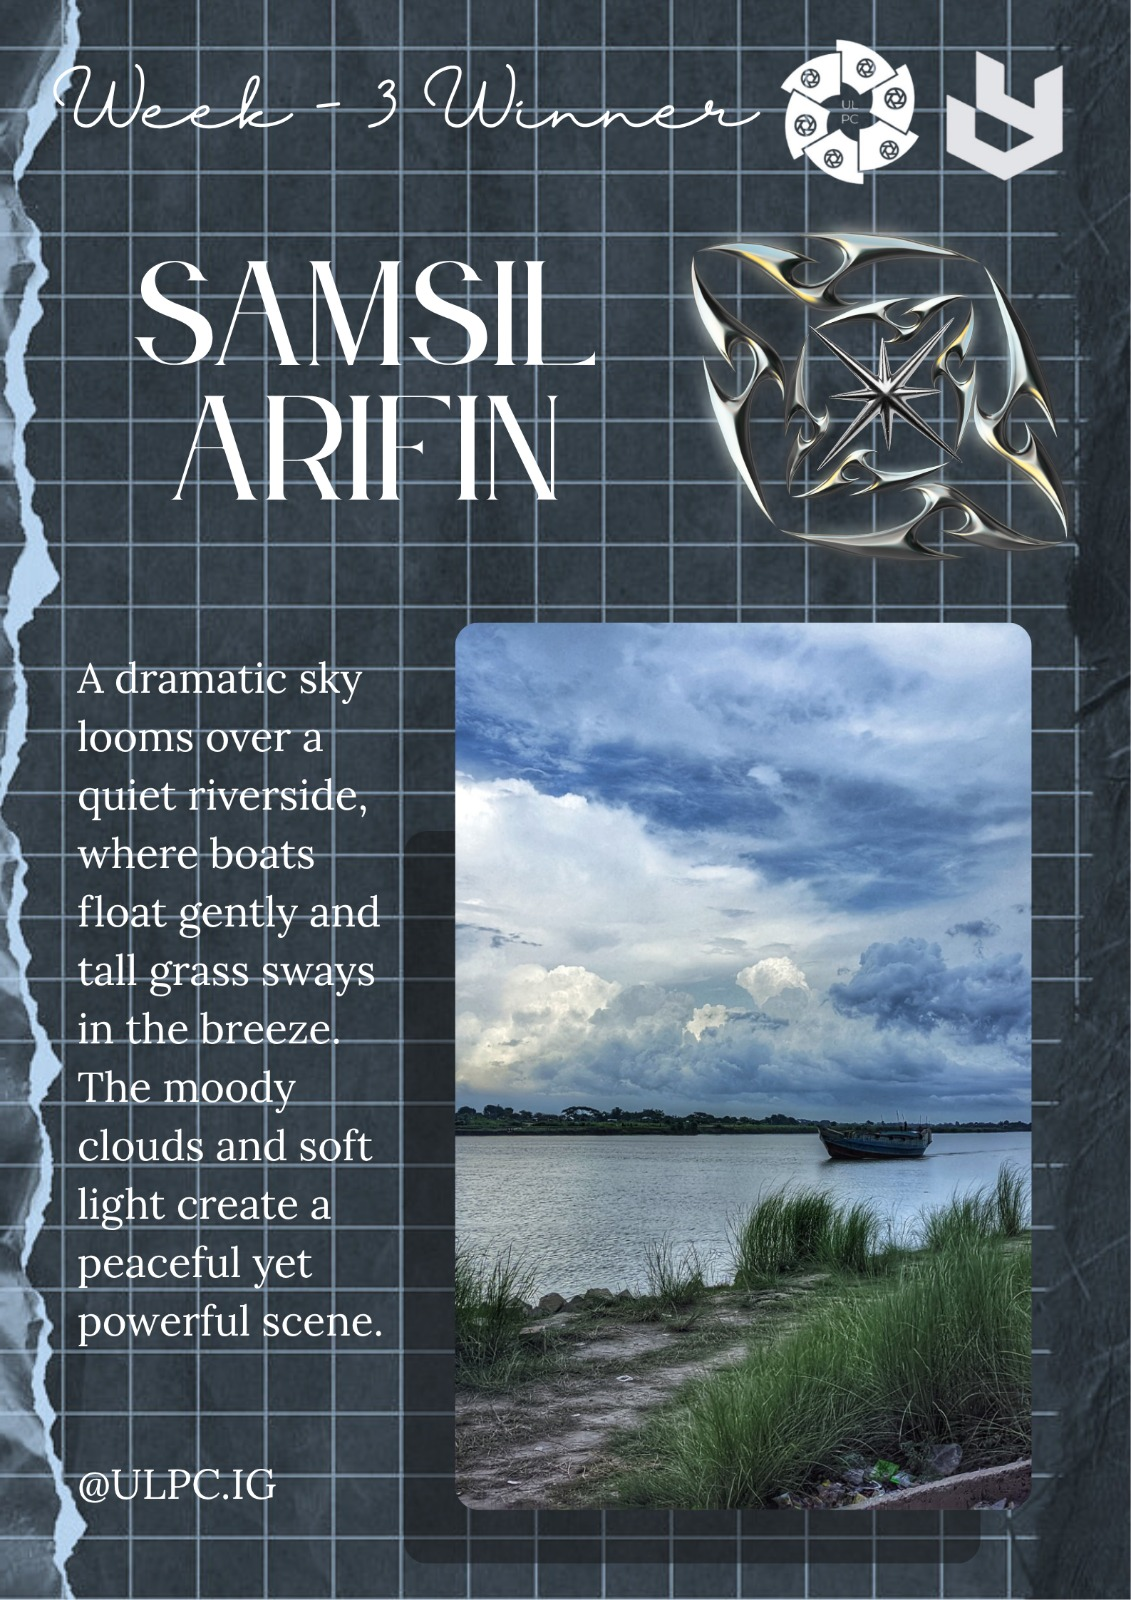 Week - 3 Winner
UL
PC
SAMSIL
ARIFIN
A dramatic sky
looms over a
quiet riverside,
where boats
float gently and
tall grass sways
in the breeze.
The moody
clouds and soft
light create a
peaceful yet
powerful scene.
@ULPC.IG